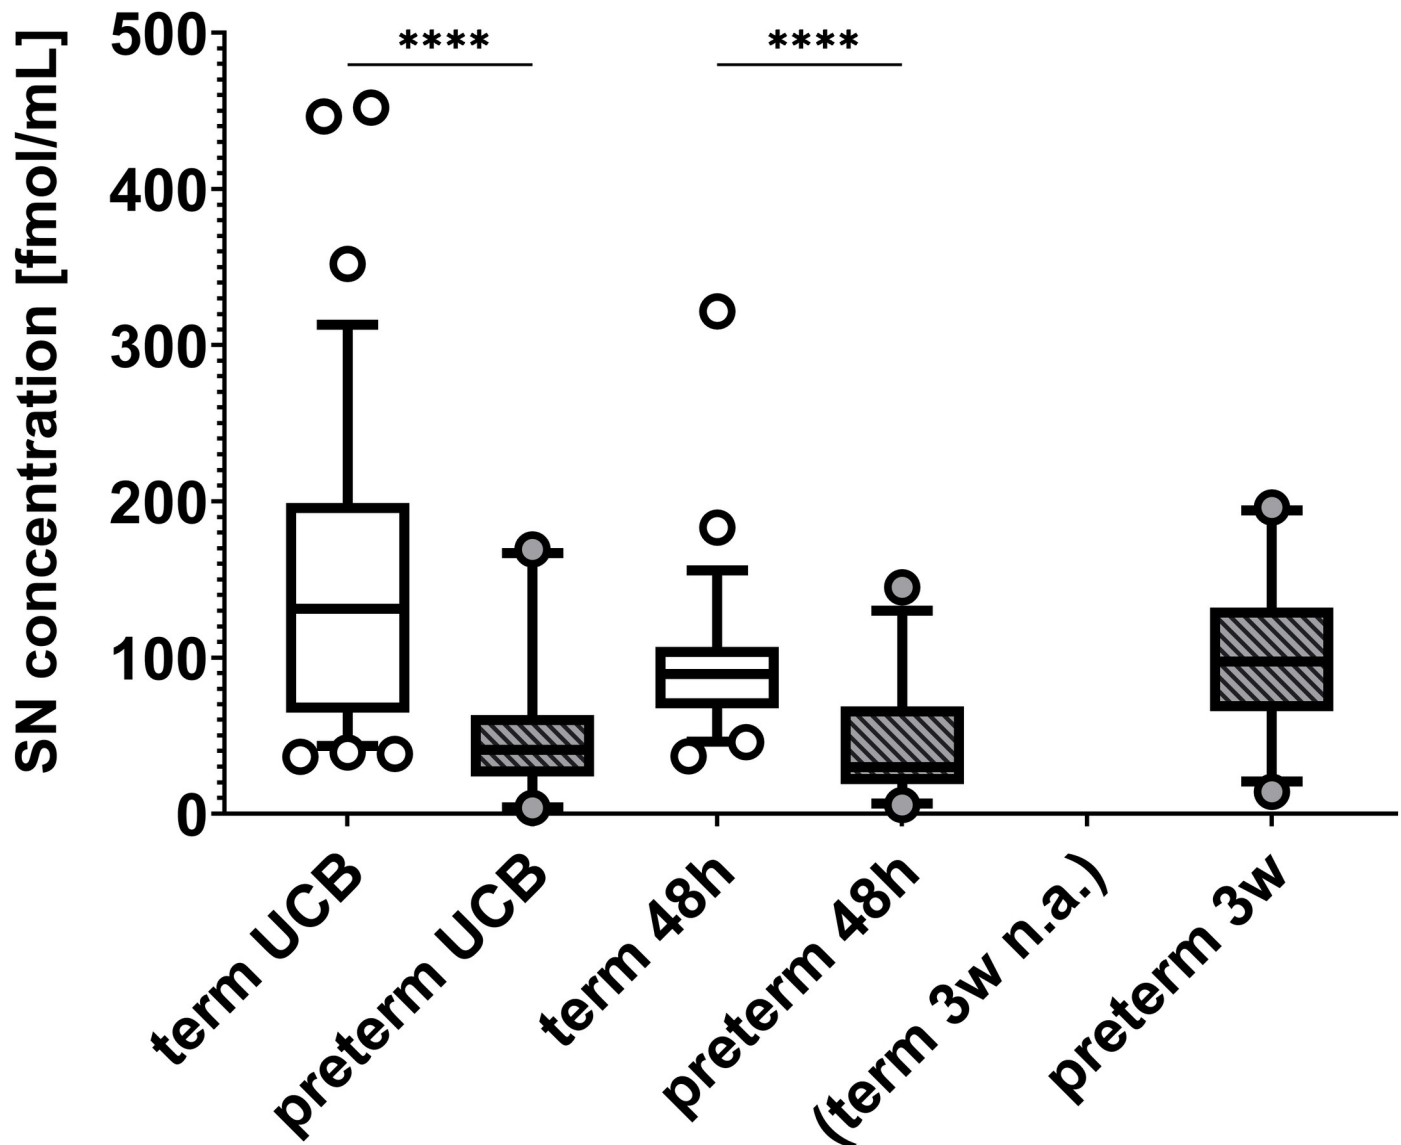 SN concentration [fmol/mL]
500
400
300
200
100
0
**** ****
term UCB
preterm UCB
term 48h
preterm 48h
(term 3w n.a.)
preterm 3w